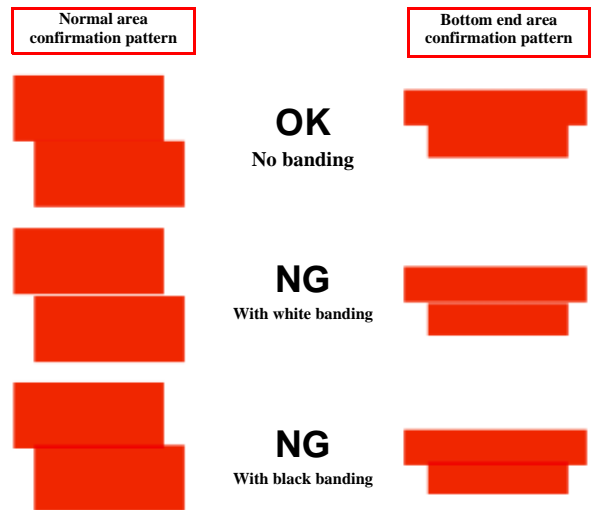 Normal area
confirmation pattern
Bottom end area
confirmation pattern
OK
No banding
NG
With white banding
NG
With black banding